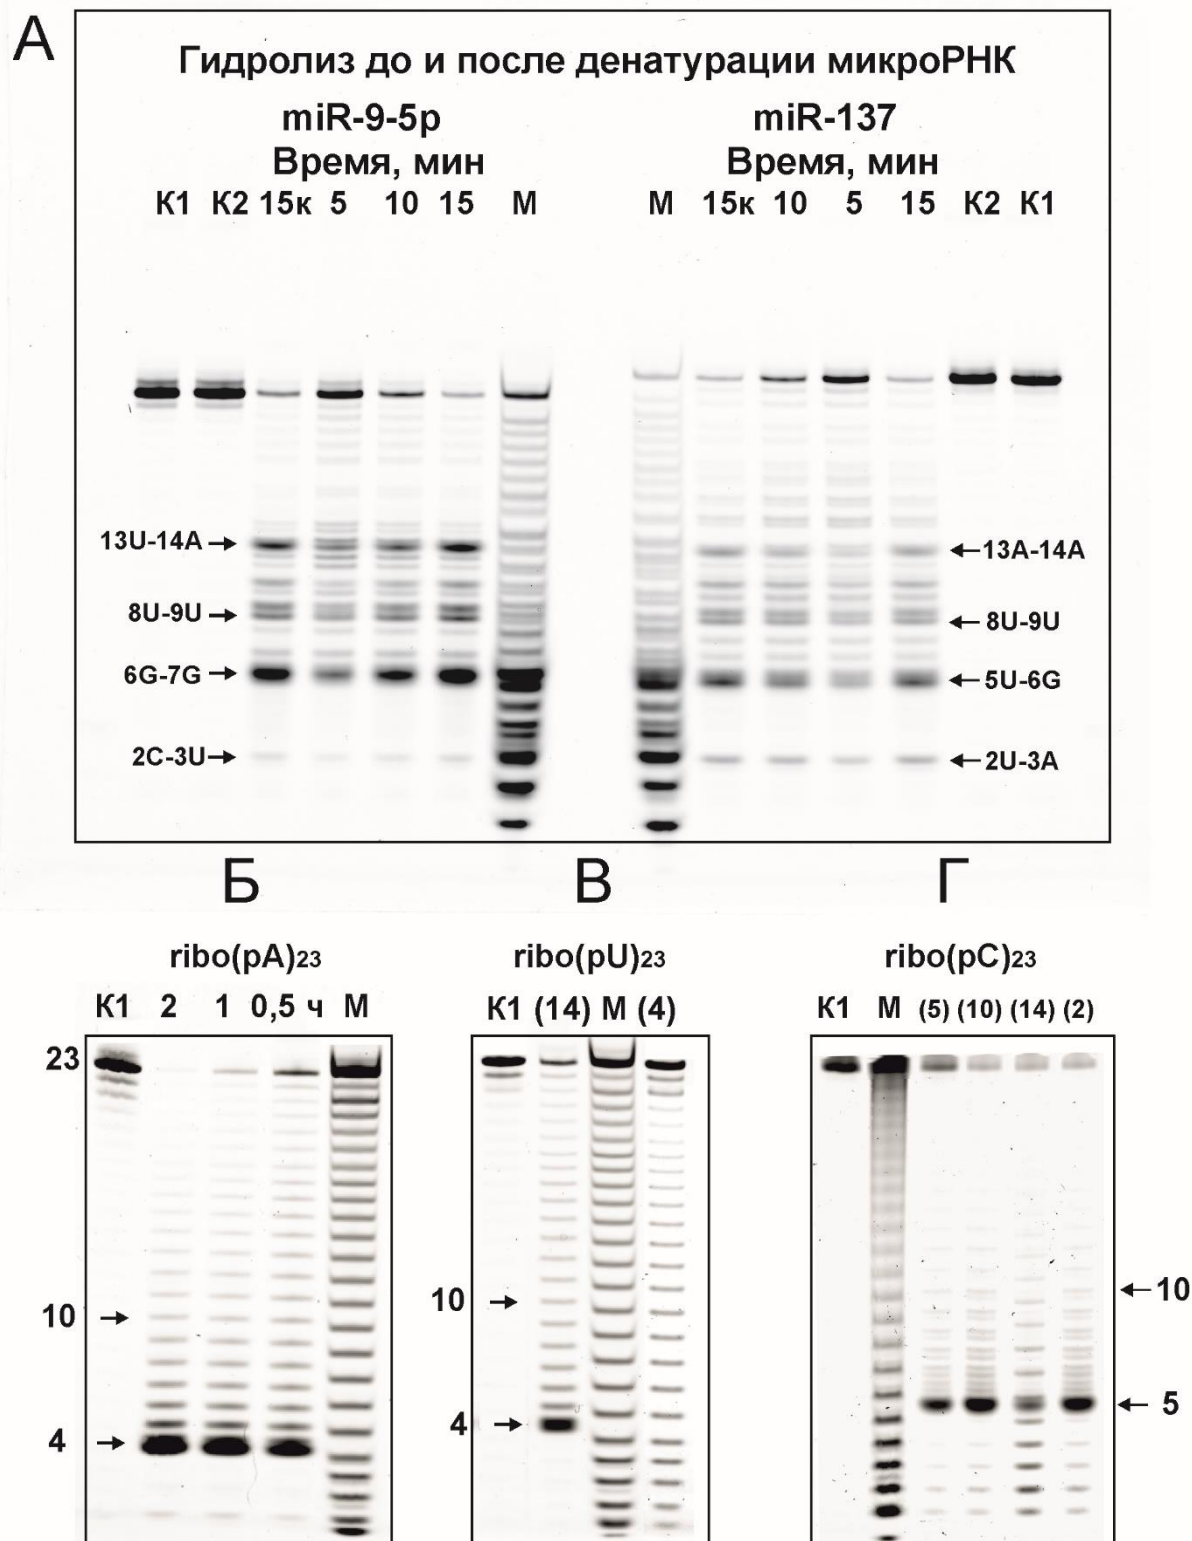 А
Гидролиз до и после денатурации микроРНК
miR-9-5p miR-137
Время, мин Время, мин
К1 К2 15к 5 10 15 М М 15к 10 5 15 К2 К1
13U-14A 13A-14A
8U-9U 8U-9U
6G-7G 5U-6G
2C-3U 2U-3A
Б В Г
ribo(pA)23 ribo(pU)23 ribo(pC)23
К1 2 1 0,5 ч М К1 (14) М (4) К1 М (5) (10) (14) (2)
23
10 10 10
4 4 5